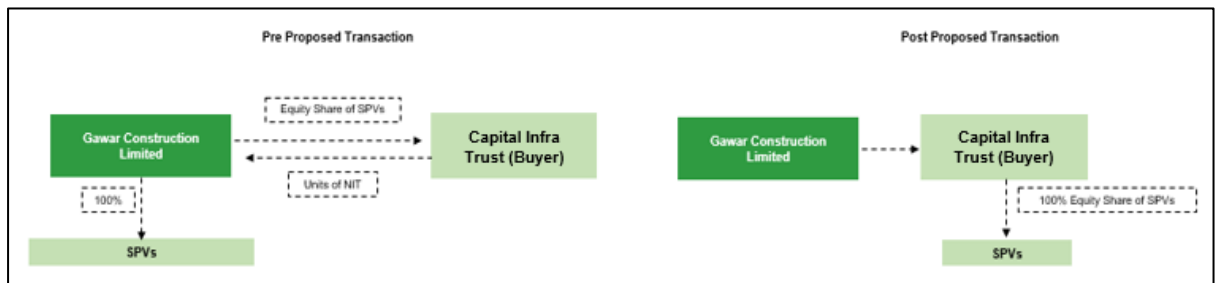 Pre Proposed Transaction
Gawar Construction
Limited
Equity Share of SPVs
Units of NIT
Capital Infra
Trust (Buyer)
100%
SPVs
Post Proposed Transaction
Gawar Construction
Limited
Capital Infra
Trust (Buyer)
100% Equity Share of SPVs
SPVs